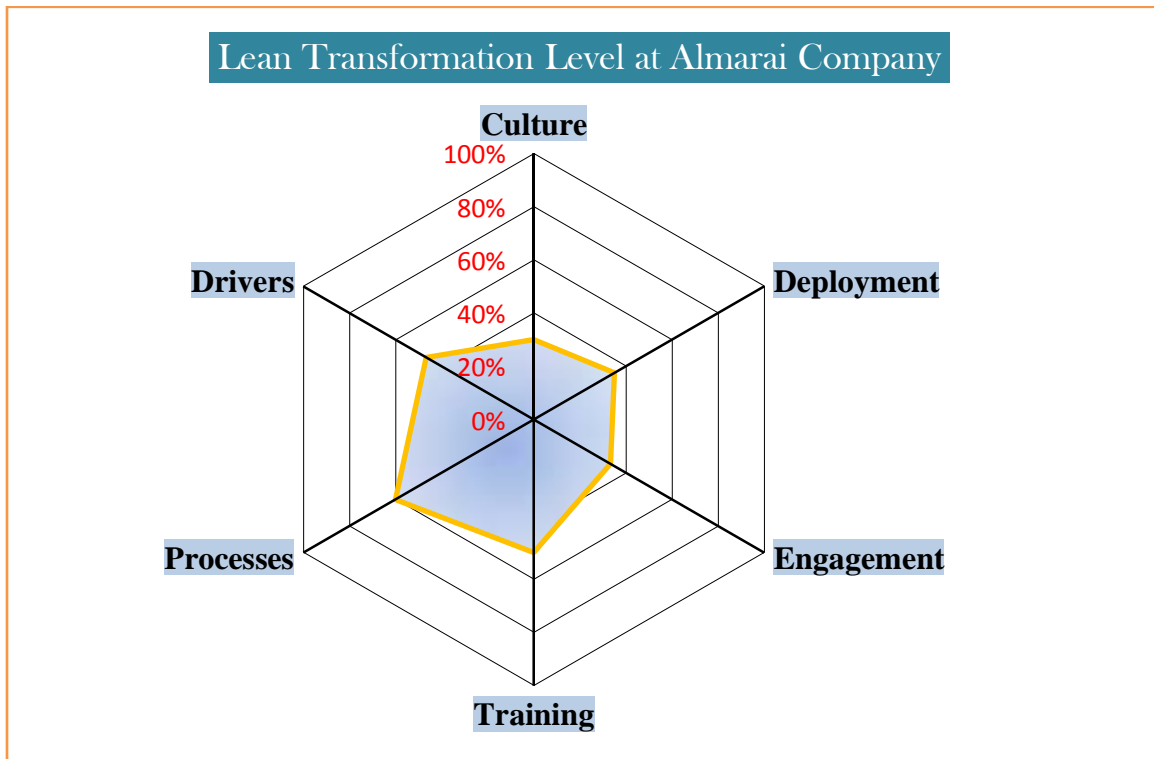 Lean Transformation Level at Almarai Company
Culture
100%
80%
60%
Drivers
Deployment
40%
20%
0%
Processes
Engagement
Training